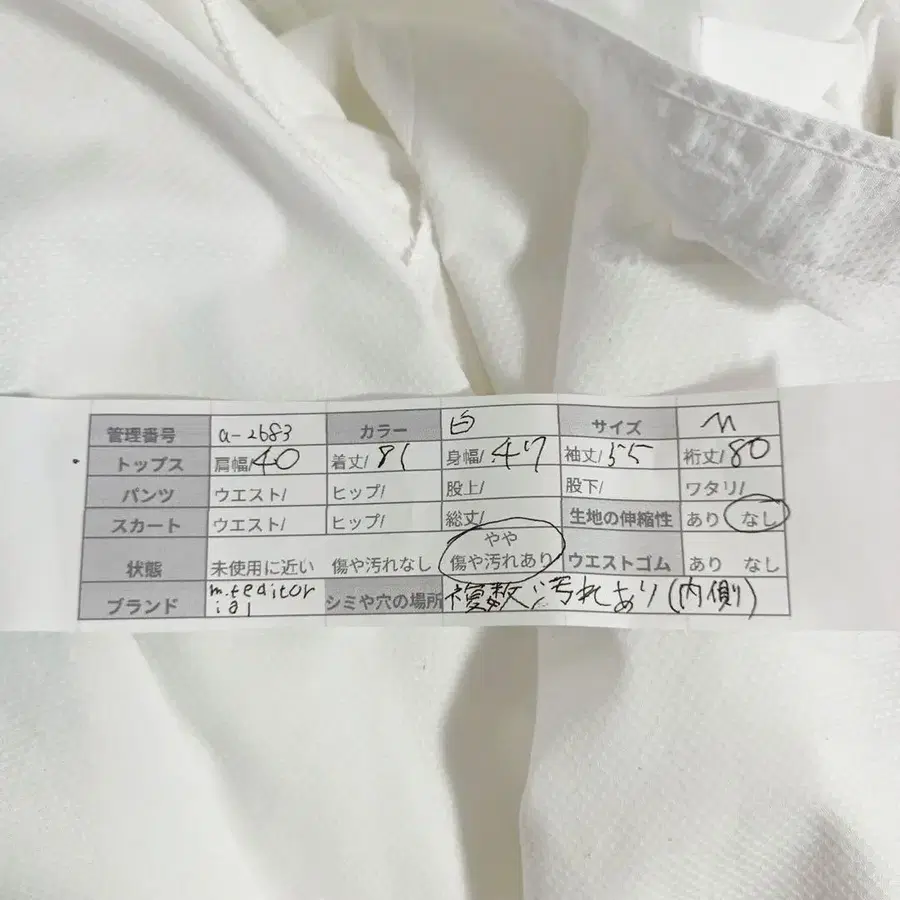 管理番号 a-2683 カラー 白 サイズ M
トップス 肩幅/40 着丈/81 身幅/47 袖丈/55 裄丈/80
パンツ ウエスト/ ヒップ/ 股上/ 股下/ ワタリ/
スカート ウエスト/ ヒップ/ 総丈/ 生地の伸縮性 あり なし
状態 未使用に近い 傷や汚れなし やや傷や汚れあり ウエストゴム あり なし
ブランド m.teditorial シミや穴の場所 複数汚れあり(内側)